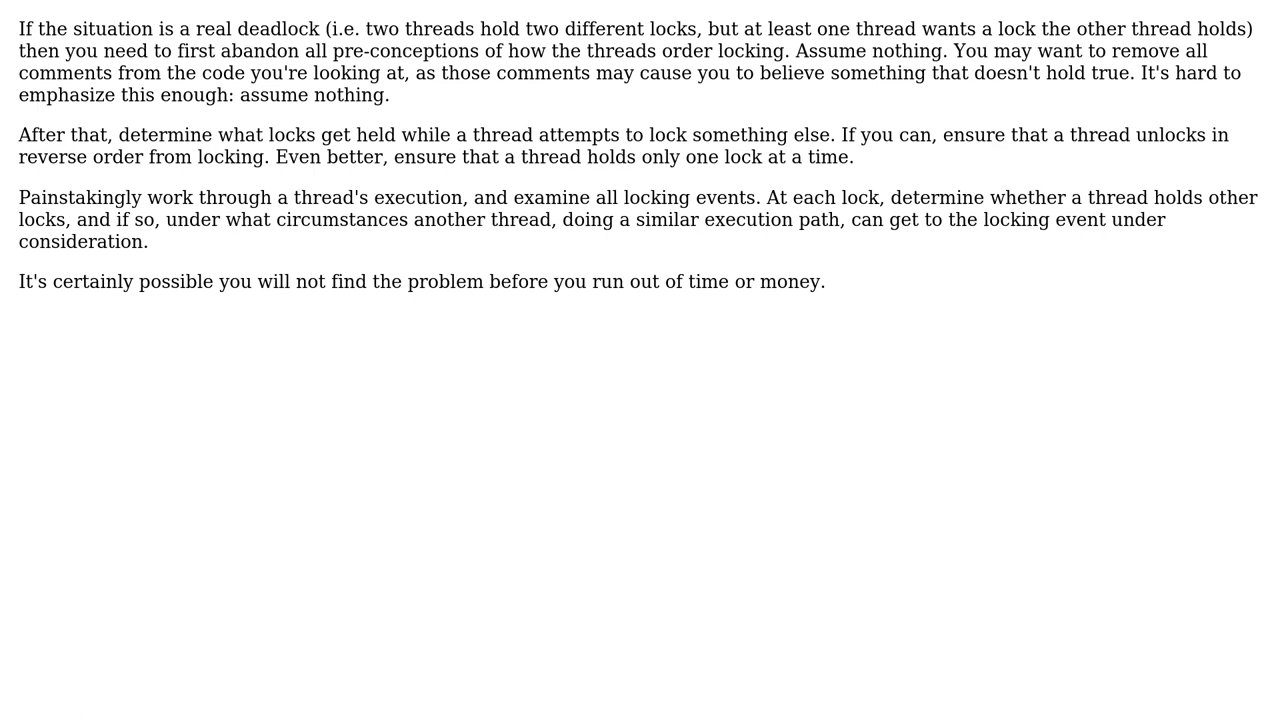 If the situation is a real deadlock (i.e. two threads hold two different locks, but at least one thread wants a lock the other thread holds)
then you need to first abandon all pre-conceptions of how the threads order locking. Assume nothing. You may want to remove all
comments from the code you're looking at, as those comments may cause you to believe something that doesn't hold true. It's hard to
emphasize this enough: assume nothing.
After that, determine what locks get held while a thread attempts to lock something else. If you can, ensure that a thread unlocks in
reverse order from locking. Even better, ensure that a thread holds only one lock at a time.
Painstakingly work through a thread's execution, and examine all locking events. At each lock, determine whether a thread holds other
locks, and if so, under what circumstances another thread, doing a similar execution path, can get to the locking event under
consideration.
It's certainly possible you will not find the problem before you run out of time or money.